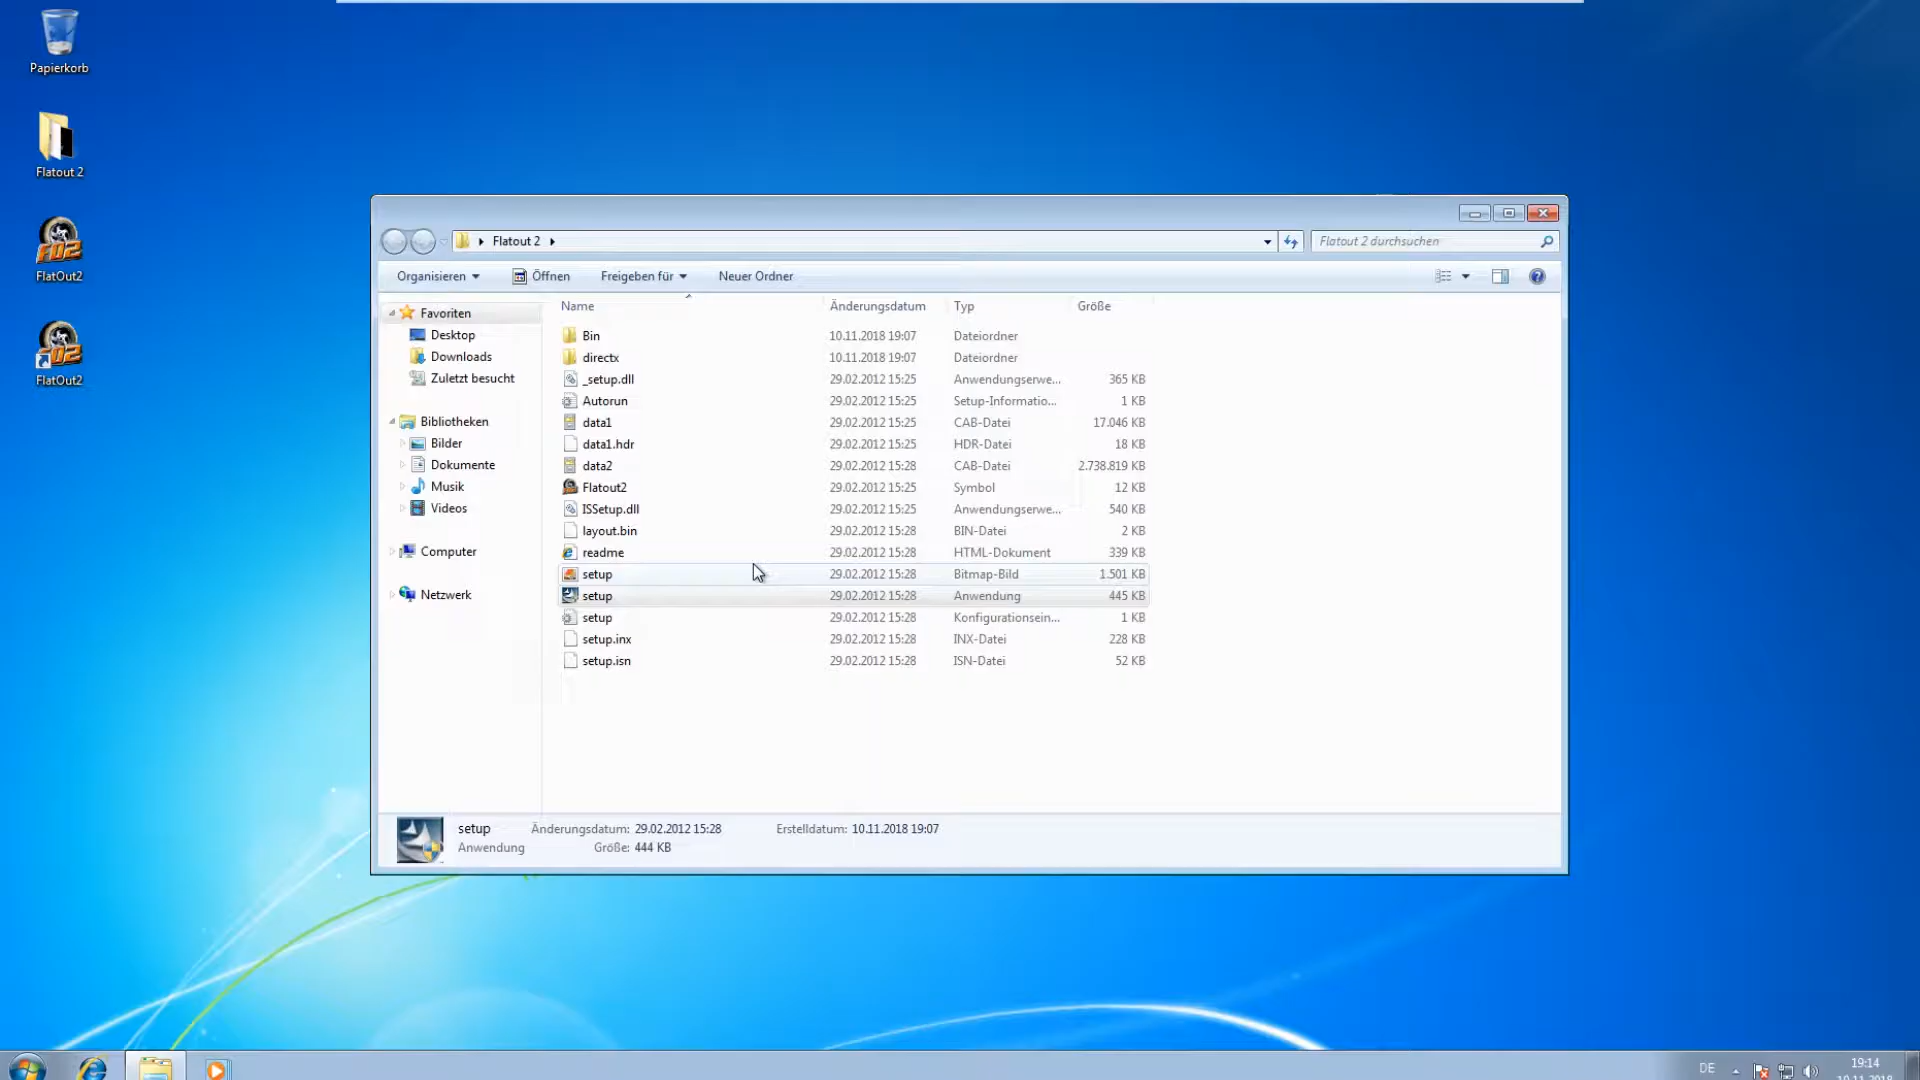 Papierkorb
Flatout 2
FlatOut2
FlatOut2
Flatout 2
Flatout 2 durchsuchen
Organisieren Öffnen Freigeben für Neuer Ordner
Favoriten
Desktop
Downloads
Zuletzt besucht
Bibliotheken
Bilder
Dokumente
Musik
Videos
Computer
Netzwerk
Name Änderungsdatum Typ Größe
Bin 10.11.2018 19:07 Dateiordner
directx 10.11.2018 19:07 Dateiordner
_setup.dll 29.02.2012 15:25 Anwendungserwe... 365 KB
Autorun 29.02.2012 15:25 Setup-Informatio... 1 KB
data1 29.02.2012 15:25 CAB-Datei 17.046 KB
data1.hdr 29.02.2012 15:25 HDR-Datei 18 KB
data2 29.02.2012 15:28 CAB-Datei 2.738.819 KB
Flatout2 29.02.2012 15:25 Symbol 12 KB
ISSetup.dll 29.02.2012 15:25 Anwendungserwe... 540 KB
layout.bin 29.02.2012 15:28 BIN-Datei 2 KB
readme 29.02.2012 15:28 HTML-Dokument 339 KB
setup 29.02.2012 15:28 Bitmap-Bild 1.501 KB
setup 29.02.2012 15:28 Anwendung 445 KB
setup 29.02.2012 15:28 Konfigurationsein... 1 KB
setup.inx 29.02.2012 15:28 INX-Datei 228 KB
setup.isn 29.02.2012 15:28 ISN-Datei 52 KB
setup Änderungsdatum: 29.02.2012 15:28 Erstelldatum: 10.11.2018 19:07
Anwendung Größe: 444 KB
DE
19:14
10.11.2018